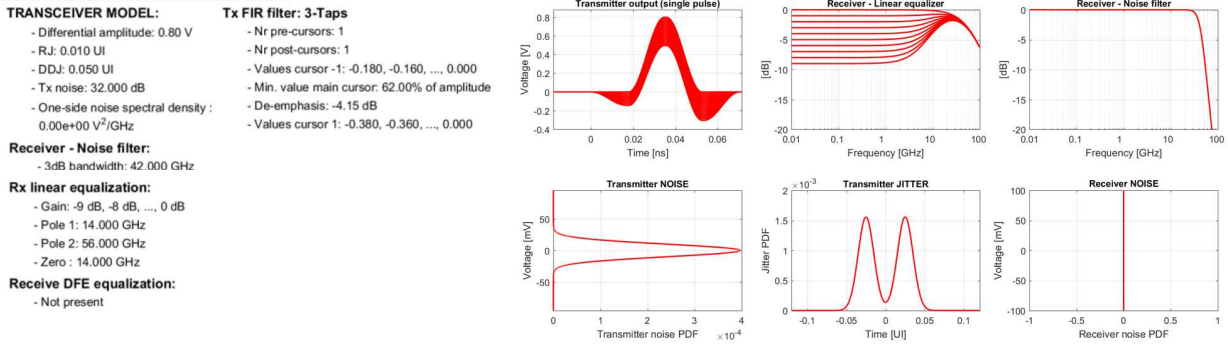 TRANSCEIVER MODEL:
- Differential amplitude: 0.80 V
- RJ: 0.010 UI
- DDJ: 0.050 UI
- Tx noise: 32.000 dB
- One-side noise spectral density :
0.00e+00 V²/GHz
Receiver - Noise filter:
- 3dB bandwidth: 42.000 GHz
Rx linear equalization:
- Gain: -9 dB, -8 dB, ..., 0 dB
- Pole 1: 14.000 GHz
- Pole 2: 56.000 GHz
- Zero : 14.000 GHz
Receive DFE equalization:
- Not present
Tx FIR filter: 3-Taps
- Nr pre-cursors: 1
- Nr post-cursors: 1
- Values cursor -1: -0.180, -0.160, ..., 0.000
- Min. value main cursor: 62.00% of amplitude
- De-emphasis: -4.15 dB
- Values cursor 1: -0.380, -0.360, ..., 0.000
Transmitter output (single pulse)
Voltage [V]
0.8
0.6
0.4
0.2
0
-0.2
-0.4
0 0.02 0.04 0.06
Time [ns]
Receiver - Linear equalizer
[dB]
0
-5
-10
-15
-20
0.01 0.1 1 10 100
Frequency [GHz]
Receiver - Noise filter
[dB]
0
-5
-10
-15
-20
0.01 0.1 1 10 100
Frequency [GHz]
Transmitter NOISE
Voltage [mV]
50
0
-50
0 1 2 3 4
×10⁻⁴
Transmitter noise PDF
Transmitter JITTER
×10⁻³
Jitter PDF
2
1.5
1
0.5
0
-0.1 -0.05 0 0.05 0.1
Time [UI]
Receiver NOISE
Voltage [mV]
100
50
0
-50
-100
-1 -0.5 0 0.5 1
Receiver noise PDF